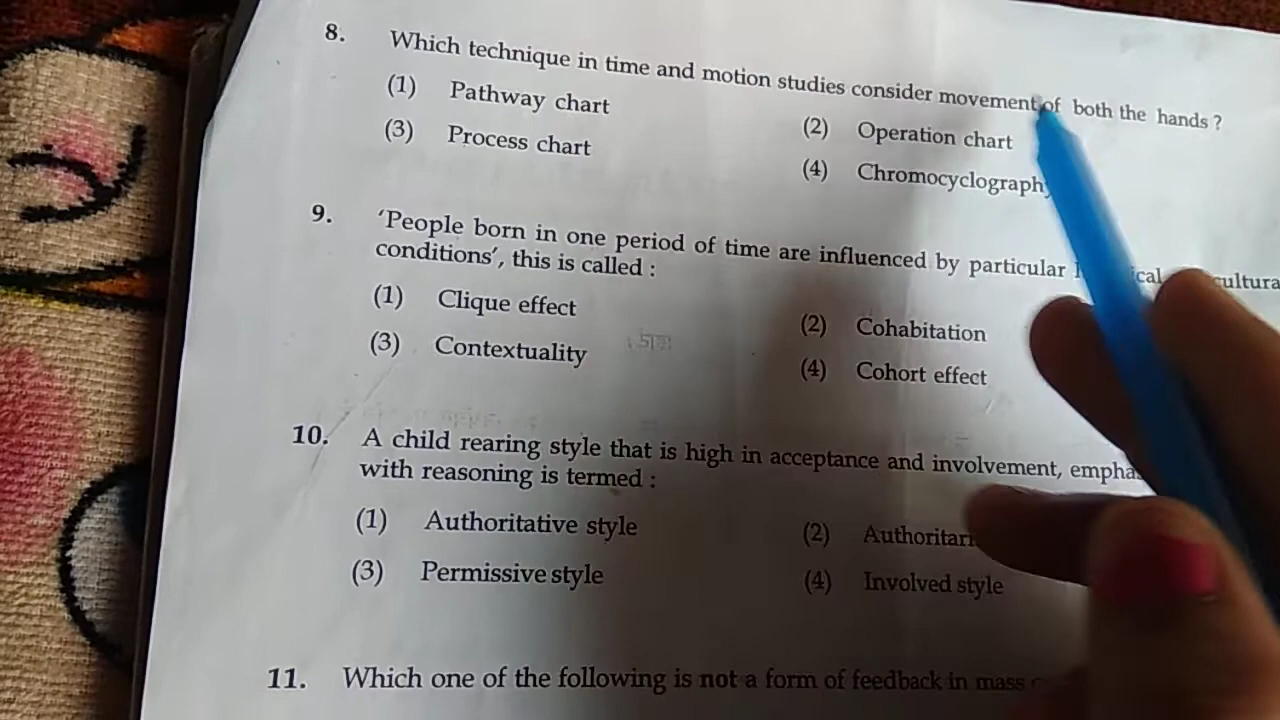 8. Which technique in time and motion studies consider movement of both the hands ?
(1) Pathway chart (2) Operation chart
(3) Process chart (4) Chromocyclography
9. 'People born in one period of time are influenced by particular
conditions', this is called :
(1) Clique effect (2) Cohabitation
(3) Contextuality (4) Cohort effect
10. A child rearing style that is high in acceptance and involvement,
with reasoning is termed :
(1) Authoritative style (2)
(3) Permissive style (4) Involved style
11. Which one of the following is not a form of feedback in mass